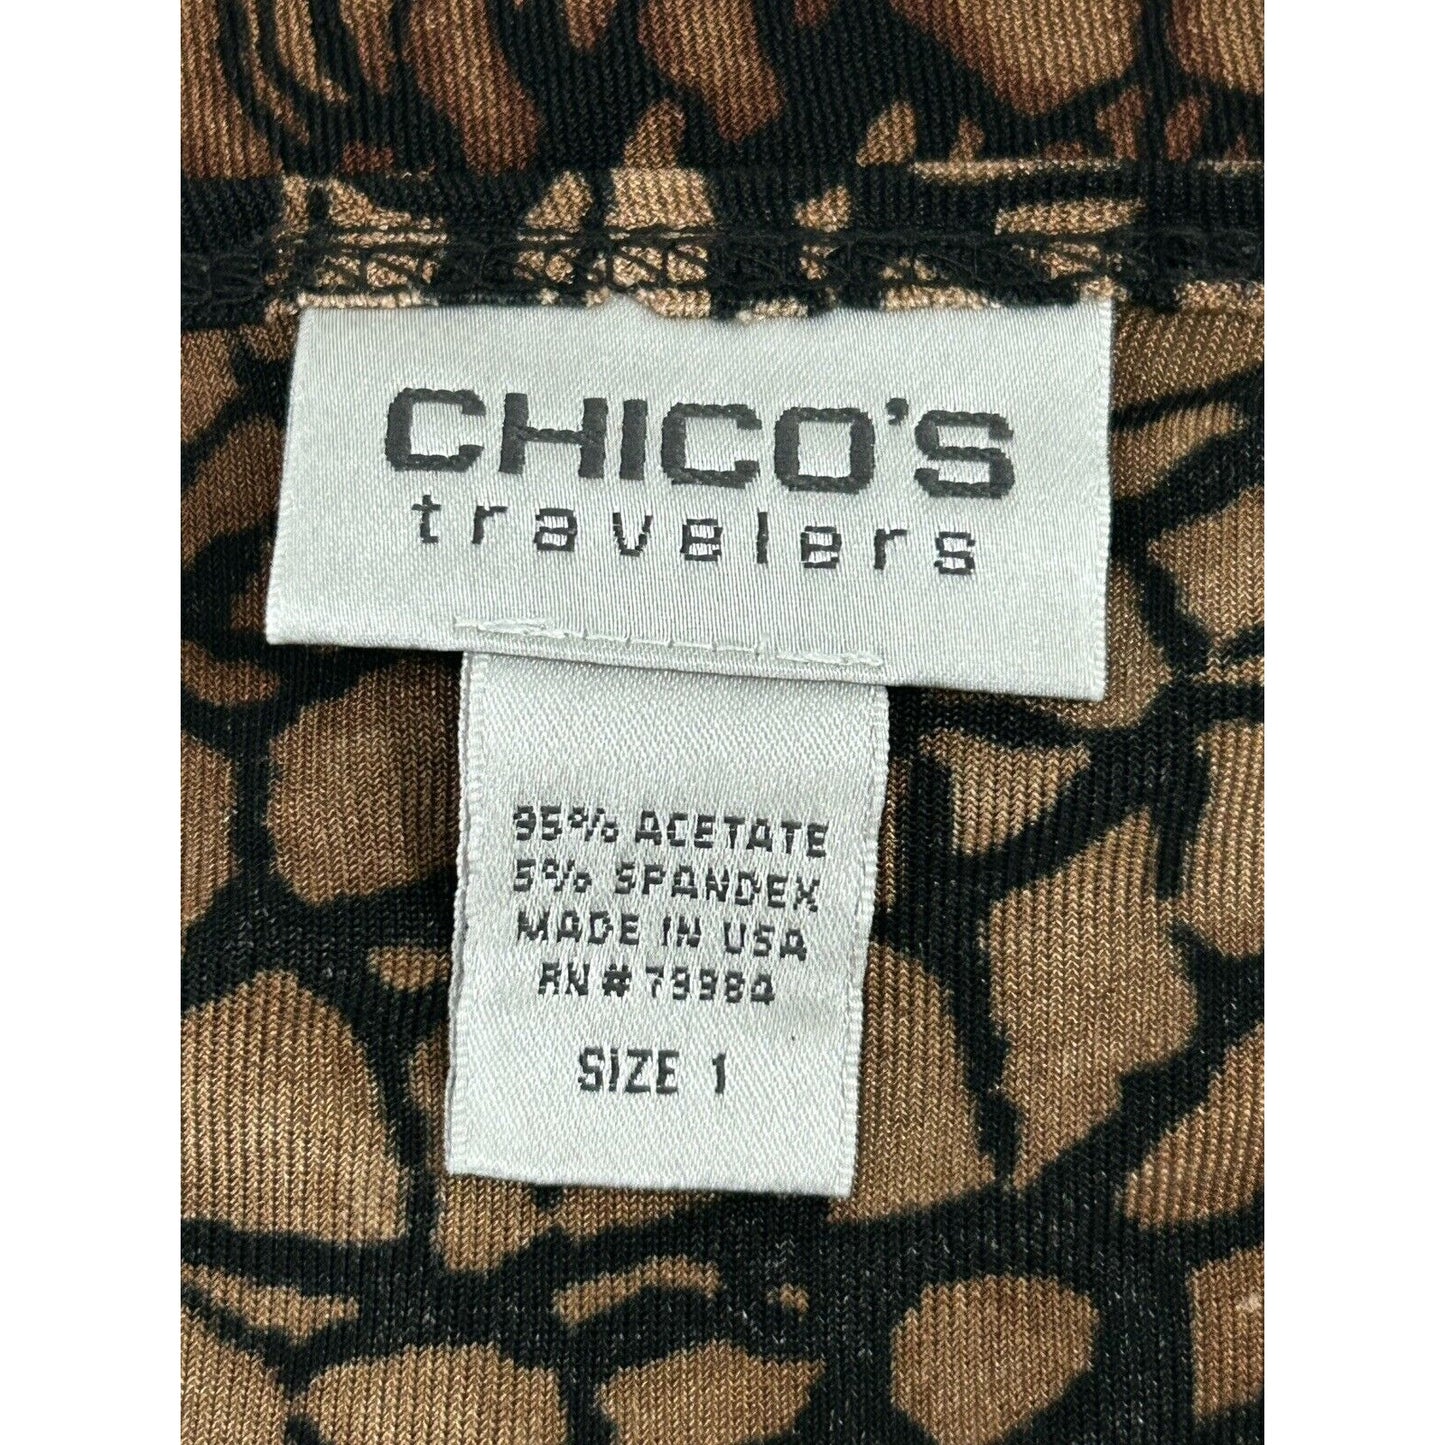 CHICO'S
travelers
95% ACETATE
5% SPANDEX
MADE IN USA
RN # 79984
SIZE 1